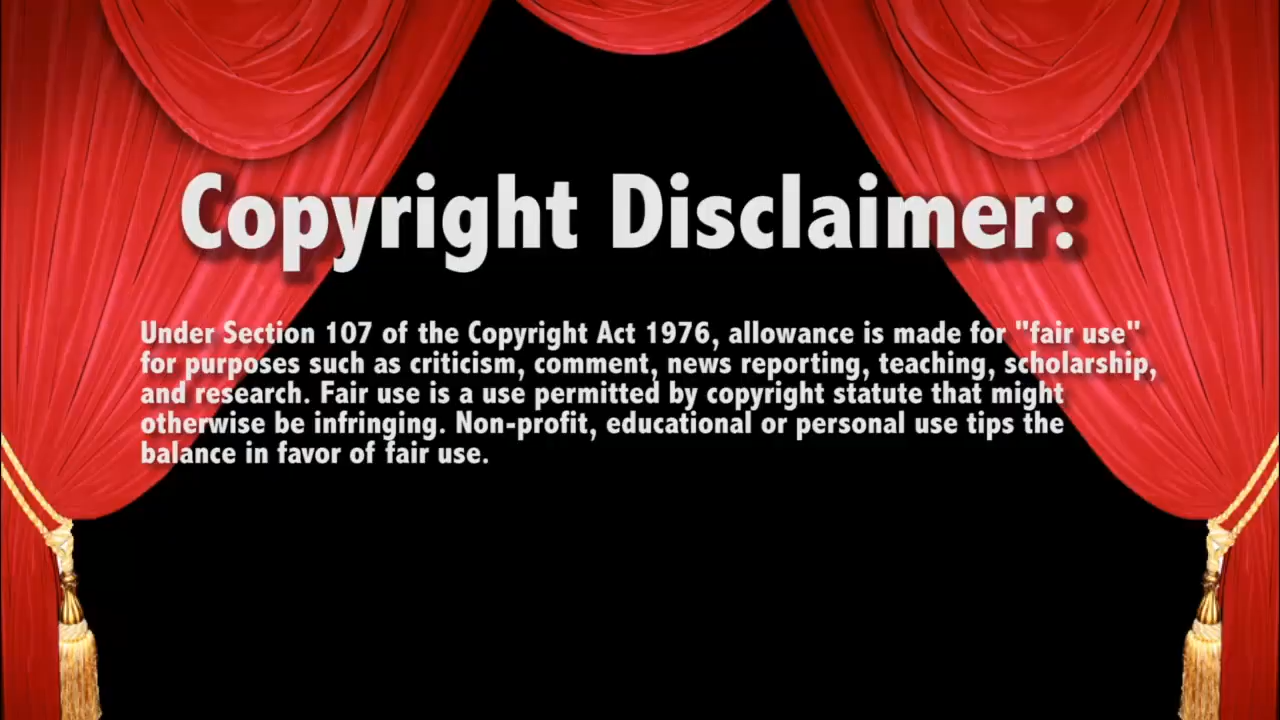 Copyright Disclaimer:
Under Section 107 of the Copyright Act 1976, allowance is made for "fair use"
for purposes such as criticism, comment, news reporting, teaching, scholarship,
and research. Fair use is a use permitted by copyright statute that might
otherwise be infringing. Non-profit, educational or personal use tips the
balance in favor of fair use.